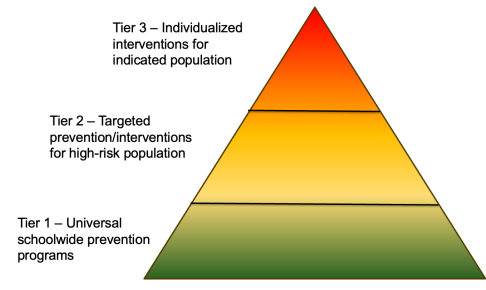 Tier 3 – Individualized
interventions for
indicated population
Tier 2 – Targeted
prevention/interventions
for high-risk population
Tier 1 – Universal
schoolwide prevention
programs